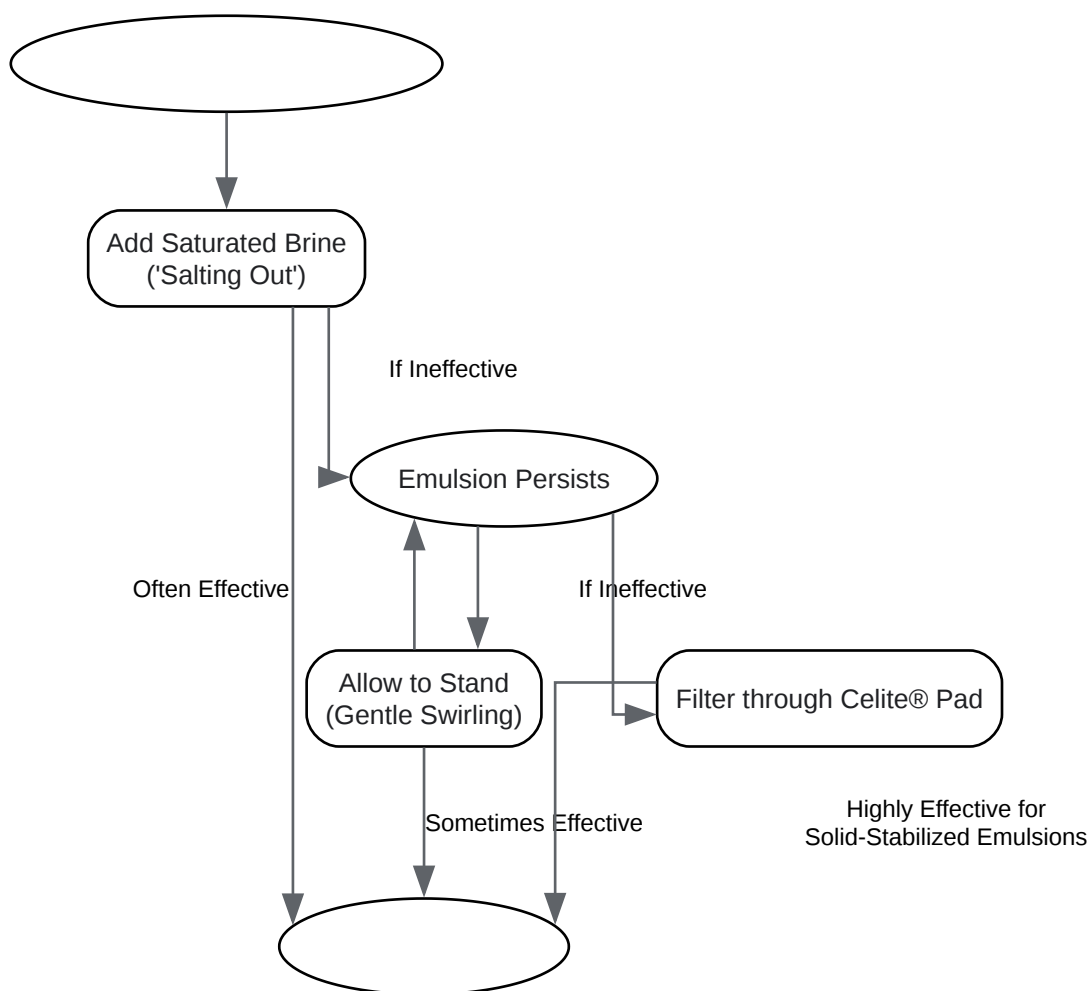 Add Saturated Brine
('Salting Out')
If Ineffective
Emulsion Persists
Often Effective
If Ineffective
Allow to Stand
(Gentle Swirling)
Filter through Celite® Pad
Sometimes Effective
Highly Effective for
Solid-Stabilized Emulsions